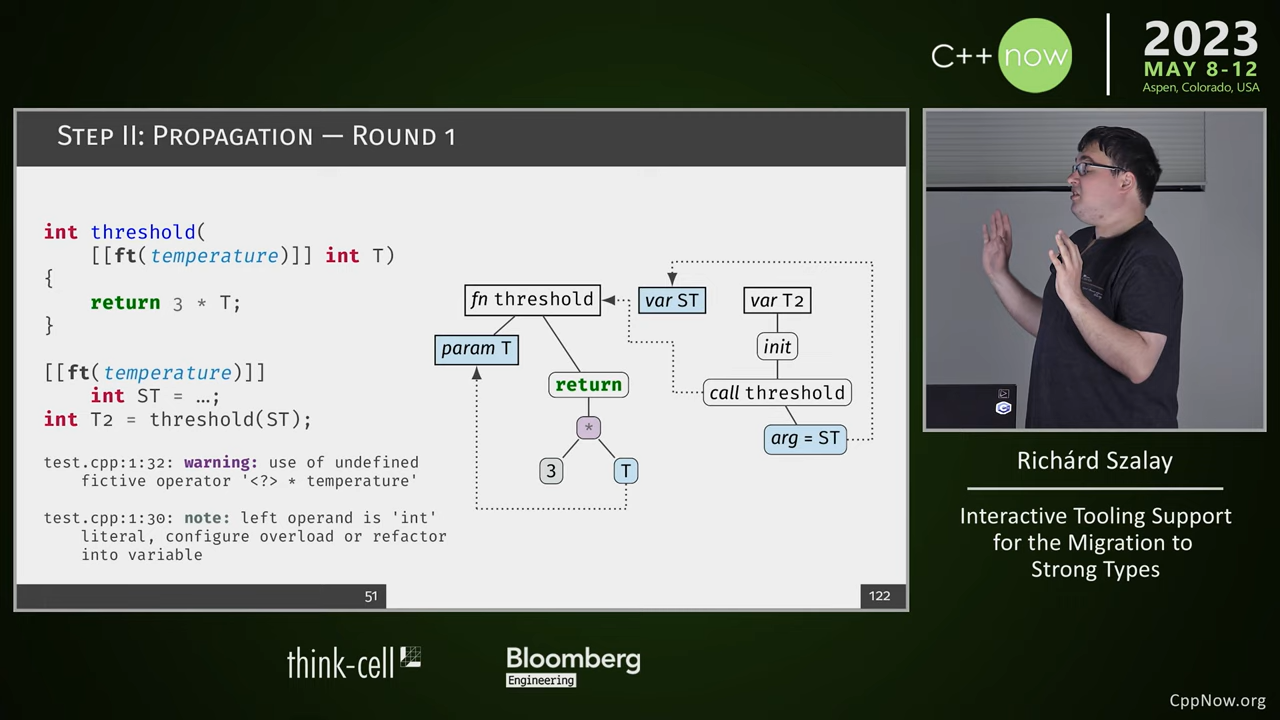 C++ now
2023
MAY 8-12
Aspen, Colorado, USA
STEP II: PROPAGATION — ROUND 1
int threshold(
[[ft(temperature)]] int T)
{
return 3 * T;
}
[[ft(temperature)]]
int ST = …;
int T2 = threshold(ST);
test.cpp:1:32: warning: use of undefined
fictive operator '<?> * temperature'
test.cpp:1:30: note: left operand is 'int'
literal, configure overload or refactor
into variable
fn threshold
var ST
var T2
param T
init
return
call threshold
*
arg = ST
3
T
51
122
Richárd Szalay
Interactive Tooling Support
for the Migration to
Strong Types
think-cell
Bloomberg
Engineering
CppNow.org